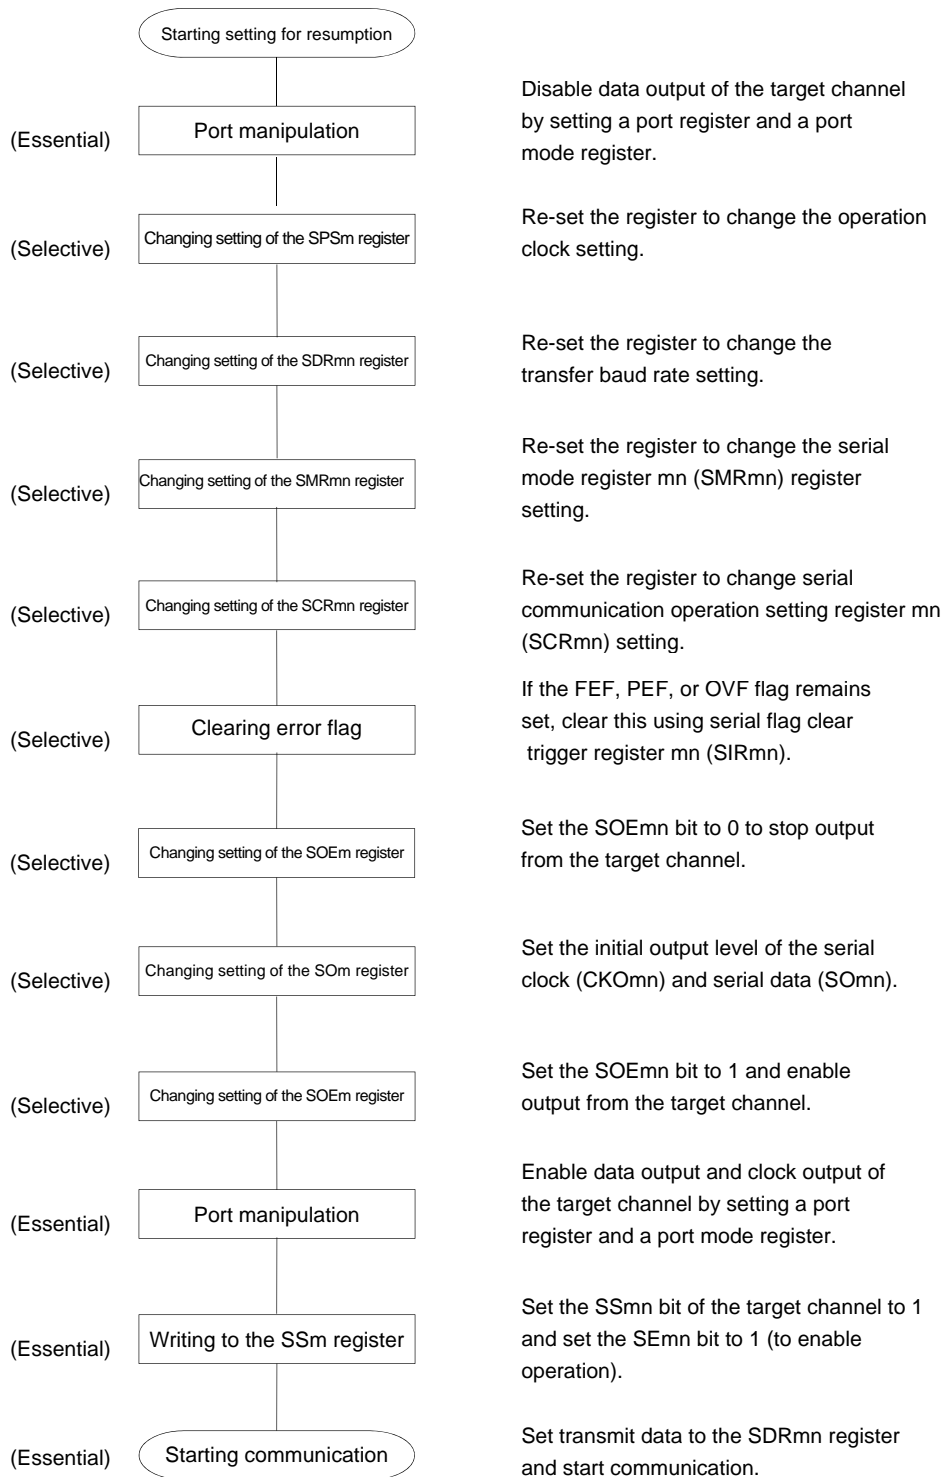 Starting setting for resumption
(Essential)
Port manipulation
Disable data output of the target channel
by setting a port register and a port
mode register.
(Selective)
Changing setting of the SPSm register
Re-set the register to change the operation
clock setting.
(Selective)
Changing setting of the SDRmn register
Re-set the register to change the
transfer baud rate setting.
(Selective)
Changing setting of the SMRmn register
Re-set the register to change the serial
mode register mn (SMRmn) register
setting.
(Selective)
Changing setting of the SCRmn register
Re-set the register to change serial
communication operation setting register mn
(SCRmn) setting.
(Selective)
Clearing error flag
If the FEF, PEF, or OVF flag remains
set, clear this using serial flag clear
trigger register mn (SIRmn).
(Selective)
Changing setting of the SOEm register
Set the SOEmn bit to 0 to stop output
from the target channel.
(Selective)
Changing setting of the SOm register
Set the initial output level of the serial
clock (CKOmn) and serial data (SOmn).
(Selective)
Changing setting of the SOEm register
Set the SOEmn bit to 1 and enable
output from the target channel.
(Essential)
Port manipulation
Enable data output and clock output of
the target channel by setting a port
register and a port mode register.
(Essential)
Writing to the SSm register
Set the SSmn bit of the target channel to 1
and set the SEmn bit to 1 (to enable
operation).
(Essential)
Starting communication
Set transmit data to the SDRmn register
and start communication.